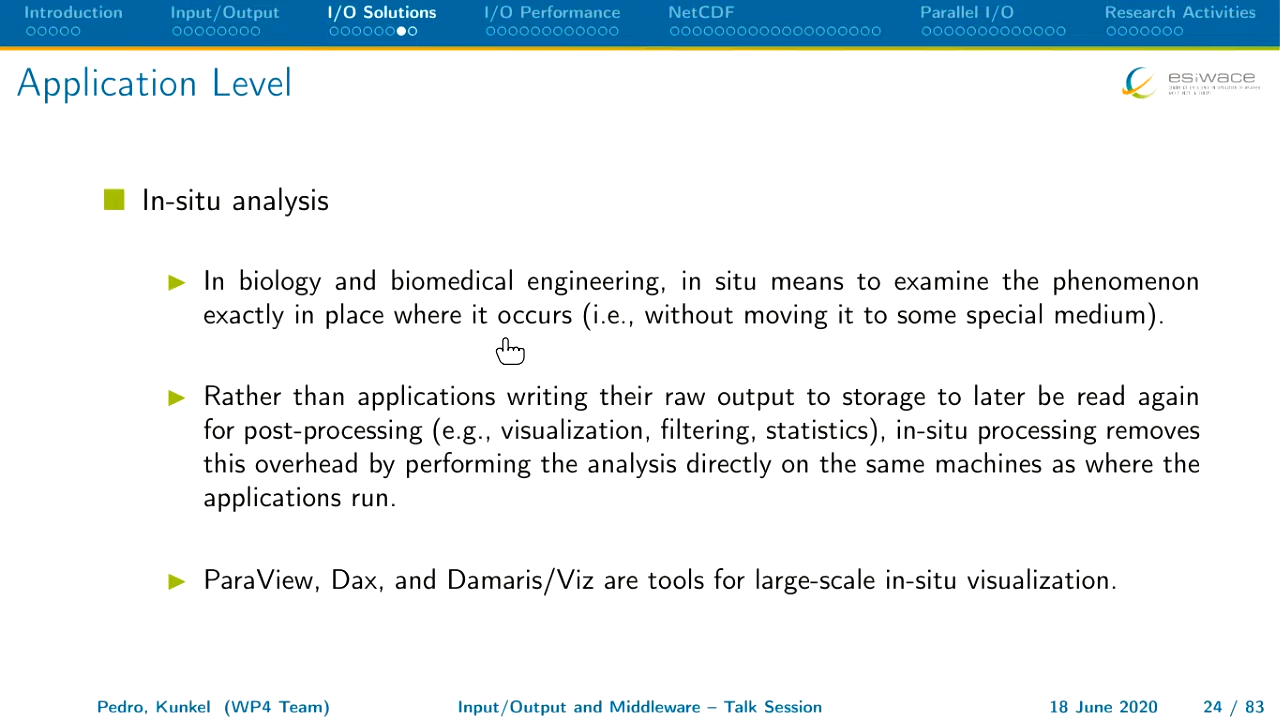 Introduction Input/Output I/O Solutions I/O Performance NetCDF Parallel I/O Research Activities
Application Level
esiwace
In-situ analysis
In biology and biomedical engineering, in situ means to examine the phenomenon
exactly in place where it occurs (i.e., without moving it to some special medium).
Rather than applications writing their raw output to storage to later be read again
for post-processing (e.g., visualization, filtering, statistics), in-situ processing removes
this overhead by performing the analysis directly on the same machines as where the
applications run.
ParaView, Dax, and Damaris/Viz are tools for large-scale in-situ visualization.
Pedro, Kunkel (WP4 Team) Input/Output and Middleware – Talk Session 18 June 2020 24 / 83